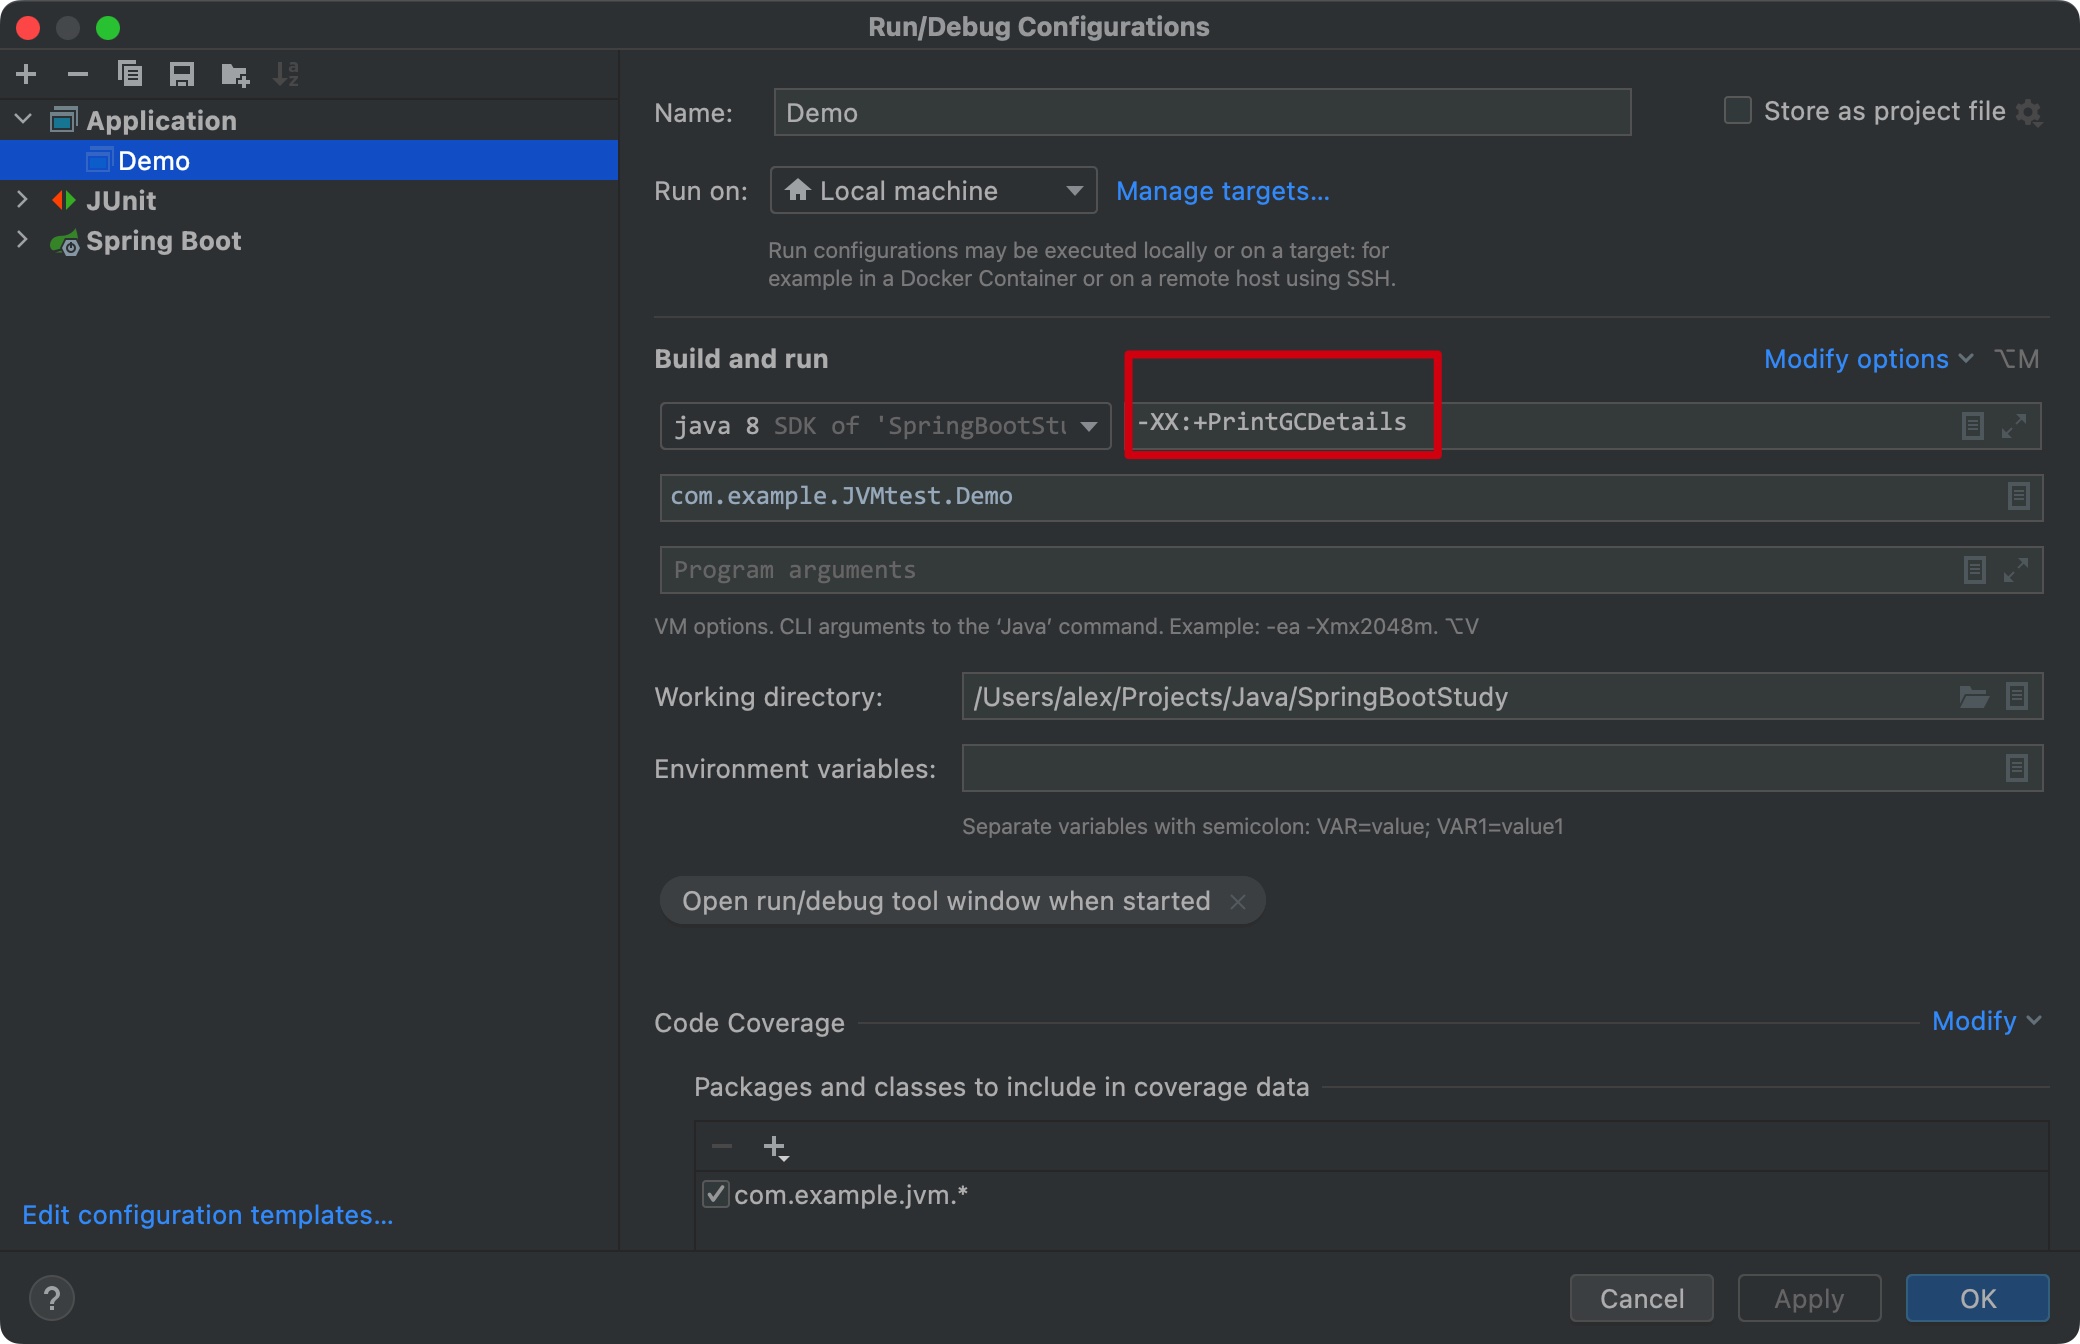 Run/Debug Configurations
Application
Demo
JUnit
Spring Boot
Edit configuration templates...
Name:
Demo
Store as project file
Run on:
Local machine
Manage targets...
Run configurations may be executed locally or on a target: for
example in a Docker Container or on a remote host using SSH.
Build and run
Modify options ⌥M
java 8 SDK of 'SpringBootStu
-XX:+PrintGCDetails
com.example.JVMtest.Demo
Program arguments
VM options. CLI arguments to the ‘Java’ command. Example: -ea -Xmx2048m. ⌥V
Working directory:
/Users/alex/Projects/Java/SpringBootStudy
Environment variables:
Separate variables with semicolon: VAR=value; VAR1=value1
Open run/debug tool window when started
Code Coverage
Modify
Packages and classes to include in coverage data
com.example.jvm.*
?
Cancel
Apply
OK